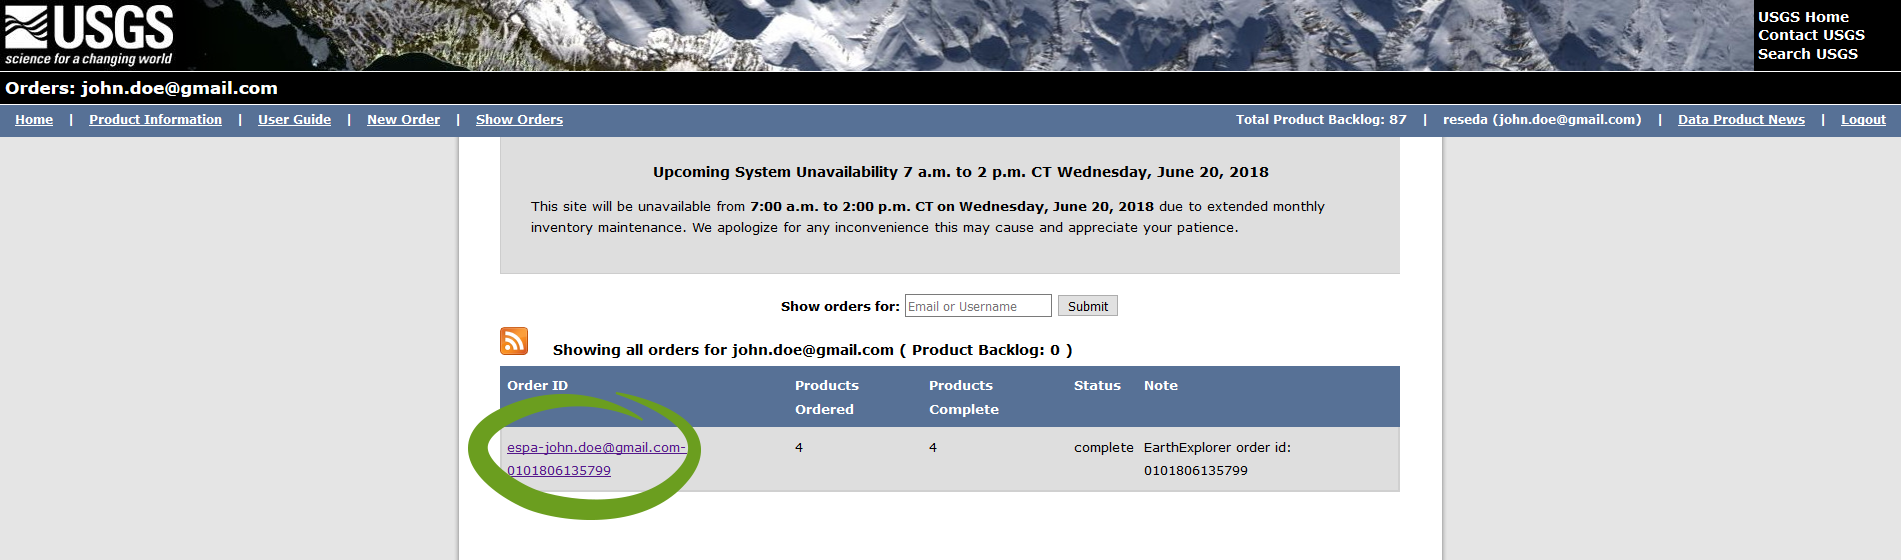 USGS
science for a changing world
USGS Home
Contact USGS
Search USGS
Orders: john.doe@gmail.com
Home | Product Information | User Guide | New Order | Show Orders
Total Product Backlog: 87 | reseda (john.doe@gmail.com) | Data Product News | Logout
Upcoming System Unavailability 7 a.m. to 2 p.m. CT Wednesday, June 20, 2018
This site will be unavailable from 7:00 a.m. to 2:00 p.m. CT on Wednesday, June 20, 2018 due to extended monthly
inventory maintenance. We apologize for any inconvenience this may cause and appreciate your patience.
Show orders for: Email or Username Submit
Showing all orders for john.doe@gmail.com ( Product Backlog: 0 )
Order ID Products Products Status Note
Ordered Complete
espa-john.doe@gmail.com- 4 4 complete EarthExplorer order id:
0101806135799 0101806135799